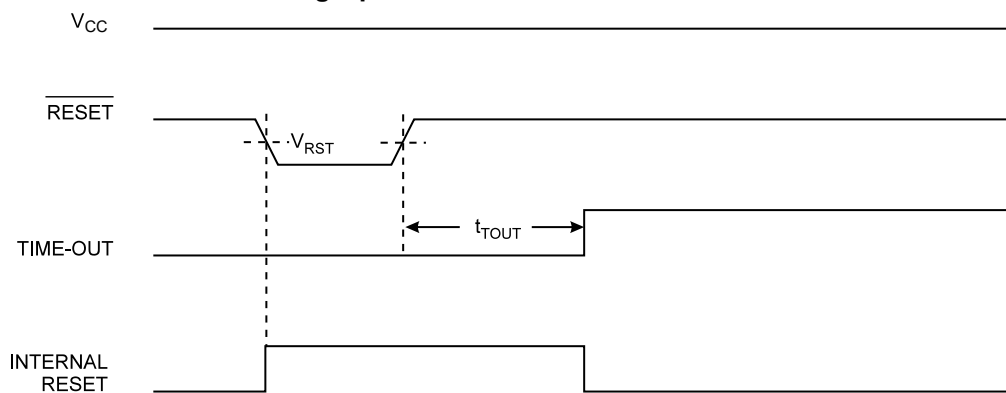 VCC
RESET
VRST
tTOUT
TIME-OUT
INTERNAL
RESET